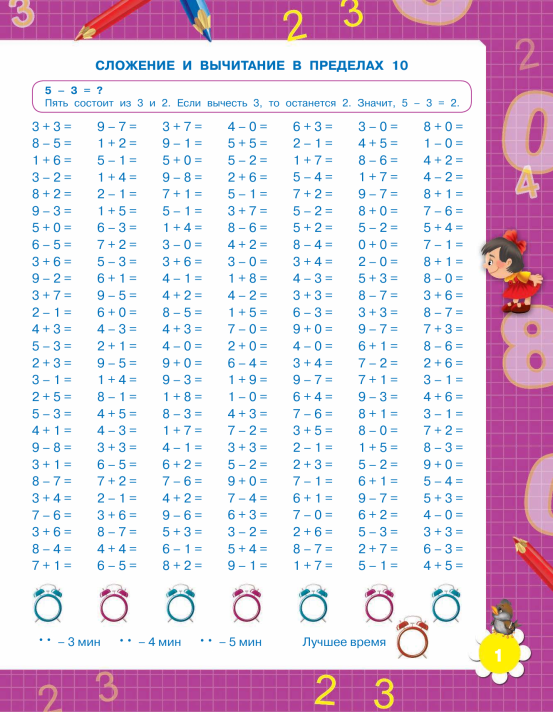 СЛОЖЕНИЕ И ВЫЧИТАНИЕ В ПРЕДЕЛАХ 10
5 – 3 = ?
Пять состоит из 3 и 2. Если вычесть 3, то останется 2. Значит, 5 – 3 = 2.
3 + 3 = 9 – 7 = 3 + 7 = 4 – 0 = 6 + 3 = 3 – 0 = 8 + 0 =
8 – 5 = 1 + 2 = 9 – 1 = 5 + 5 = 2 – 1 = 4 + 5 = 1 – 0 =
1 + 6 = 5 – 1 = 5 + 0 = 5 – 2 = 1 + 7 = 8 – 6 = 4 + 2 =
3 – 2 = 1 + 4 = 9 – 8 = 2 + 6 = 5 – 4 = 1 + 7 = 4 – 2 =
8 + 2 = 2 – 1 = 7 + 1 = 5 – 1 = 7 + 2 = 9 – 7 = 8 + 1 =
9 – 3 = 1 + 5 = 5 – 1 = 3 + 7 = 5 – 2 = 8 + 0 = 7 – 6 =
5 + 0 = 6 – 3 = 1 + 4 = 8 – 6 = 5 + 2 = 5 – 2 = 5 + 4 =
6 – 5 = 7 + 2 = 3 – 0 = 4 + 2 = 8 – 4 = 0 + 0 = 7 – 1 =
3 + 6 = 5 – 3 = 3 + 6 = 3 – 0 = 3 + 4 = 2 – 0 = 8 + 1 =
9 – 2 = 6 + 1 = 4 – 1 = 1 + 8 = 4 – 3 = 5 + 3 = 8 – 0 =
3 + 7 = 9 – 5 = 4 + 2 = 4 – 2 = 3 + 3 = 8 – 7 = 3 + 6 =
2 – 1 = 6 + 0 = 8 – 5 = 1 + 5 = 6 – 3 = 3 + 3 = 8 – 7 =
4 + 3 = 4 – 3 = 4 + 3 = 7 – 0 = 9 + 0 = 9 – 7 = 7 + 3 =
5 – 3 = 2 + 1 = 4 – 0 = 2 + 0 = 4 – 0 = 6 + 1 = 8 – 6 =
2 + 3 = 9 – 5 = 9 + 0 = 6 – 4 = 3 + 4 = 7 – 2 = 2 + 6 =
3 – 1 = 1 + 4 = 9 – 3 = 1 + 9 = 9 – 7 = 7 + 1 = 3 – 1 =
2 + 5 = 8 – 1 = 1 + 8 = 1 – 0 = 6 + 4 = 9 – 3 = 4 + 6 =
5 – 3 = 4 + 5 = 8 – 3 = 4 + 3 = 7 – 6 = 8 + 1 = 3 – 1 =
4 + 1 = 4 – 3 = 1 + 7 = 7 – 2 = 3 + 5 = 8 – 0 = 7 + 2 =
9 – 8 = 3 + 3 = 4 – 1 = 3 + 3 = 2 – 1 = 1 + 5 = 8 – 3 =
3 + 1 = 6 – 5 = 6 + 2 = 5 – 2 = 2 + 3 = 5 – 2 = 9 + 0 =
8 – 7 = 7 + 2 = 7 – 6 = 9 + 0 = 7 – 1 = 6 + 1 = 5 – 4 =
3 + 4 = 2 – 1 = 4 + 2 = 7 – 4 = 6 + 1 = 9 – 7 = 5 + 3 =
7 – 6 = 3 + 6 = 9 – 6 = 6 + 3 = 7 – 0 = 6 + 2 = 4 – 0 =
3 + 6 = 8 – 7 = 5 + 3 = 3 – 2 = 2 + 6 = 5 – 3 = 3 + 3 =
8 – 4 = 4 + 4 = 6 – 1 = 5 + 4 = 8 – 7 = 2 + 7 = 6 – 3 =
7 + 1 = 6 – 5 = 8 + 2 = 9 – 1 = 1 + 7 = 5 – 1 = 4 + 5 =
– 3 мин – 4 мин – 5 мин Лучшее время
1